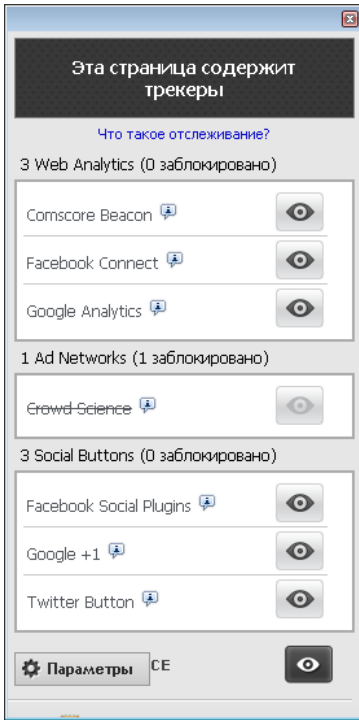 Эта страница содержит
трекеры
Что такое отслеживание?
3 Web Analytics (0 заблокировано)
Comscore Beacon
Facebook Connect
Google Analytics
1 Ad Networks (1 заблокировано)
Crowd Science
3 Social Buttons (0 заблокировано)
Facebook Social Plugins
Google +1
Twitter Button
Параметры СЕ